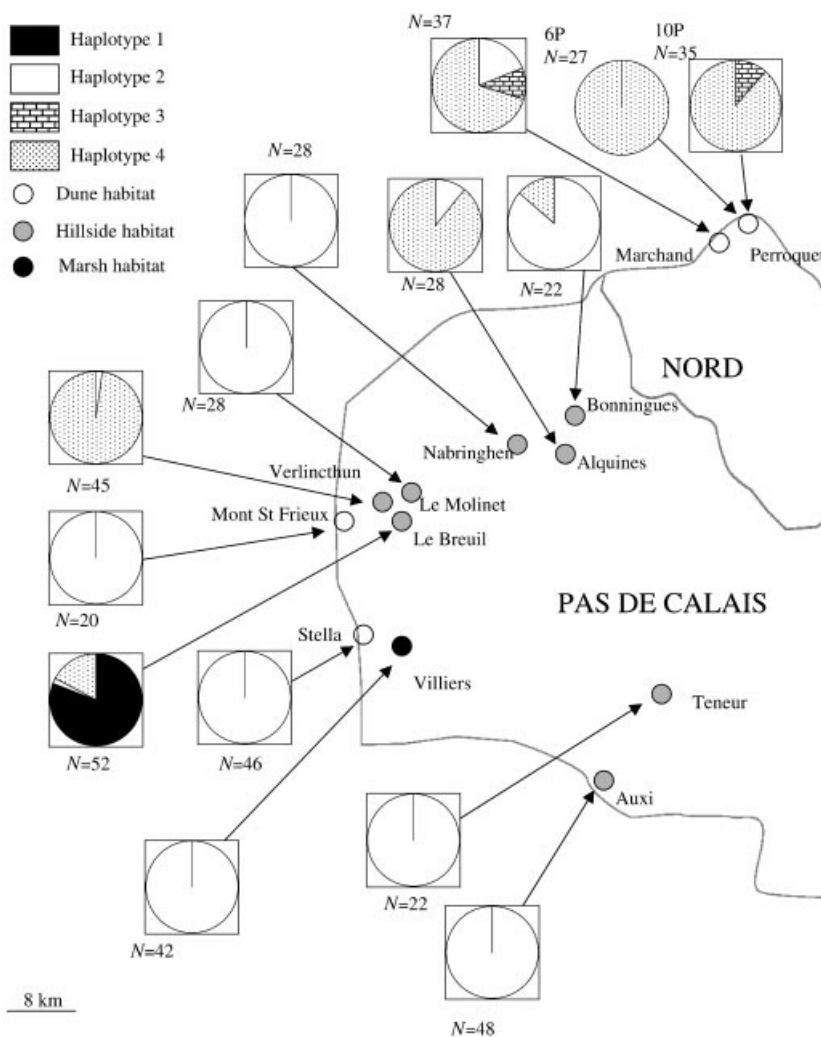 Haplotype 1
Haplotype 2
Haplotype 3
Haplotype 4
Dune habitat
Hillside habitat
Marsh habitat
N=37
6P
N=27
10P
N=35
N=28
N=28
N=22
Marchand
Perroquet
N=28
NORD
Bonningues
Nabringhen
Alquines
N=45
Verlincthun
Le Molinet
Mont St Frieux
Le Breuil
N=20
PAS DE CALAIS
Stella
Villiers
Teneur
N=52
N=46
Auxi
N=22
N=42
8 km
N=48